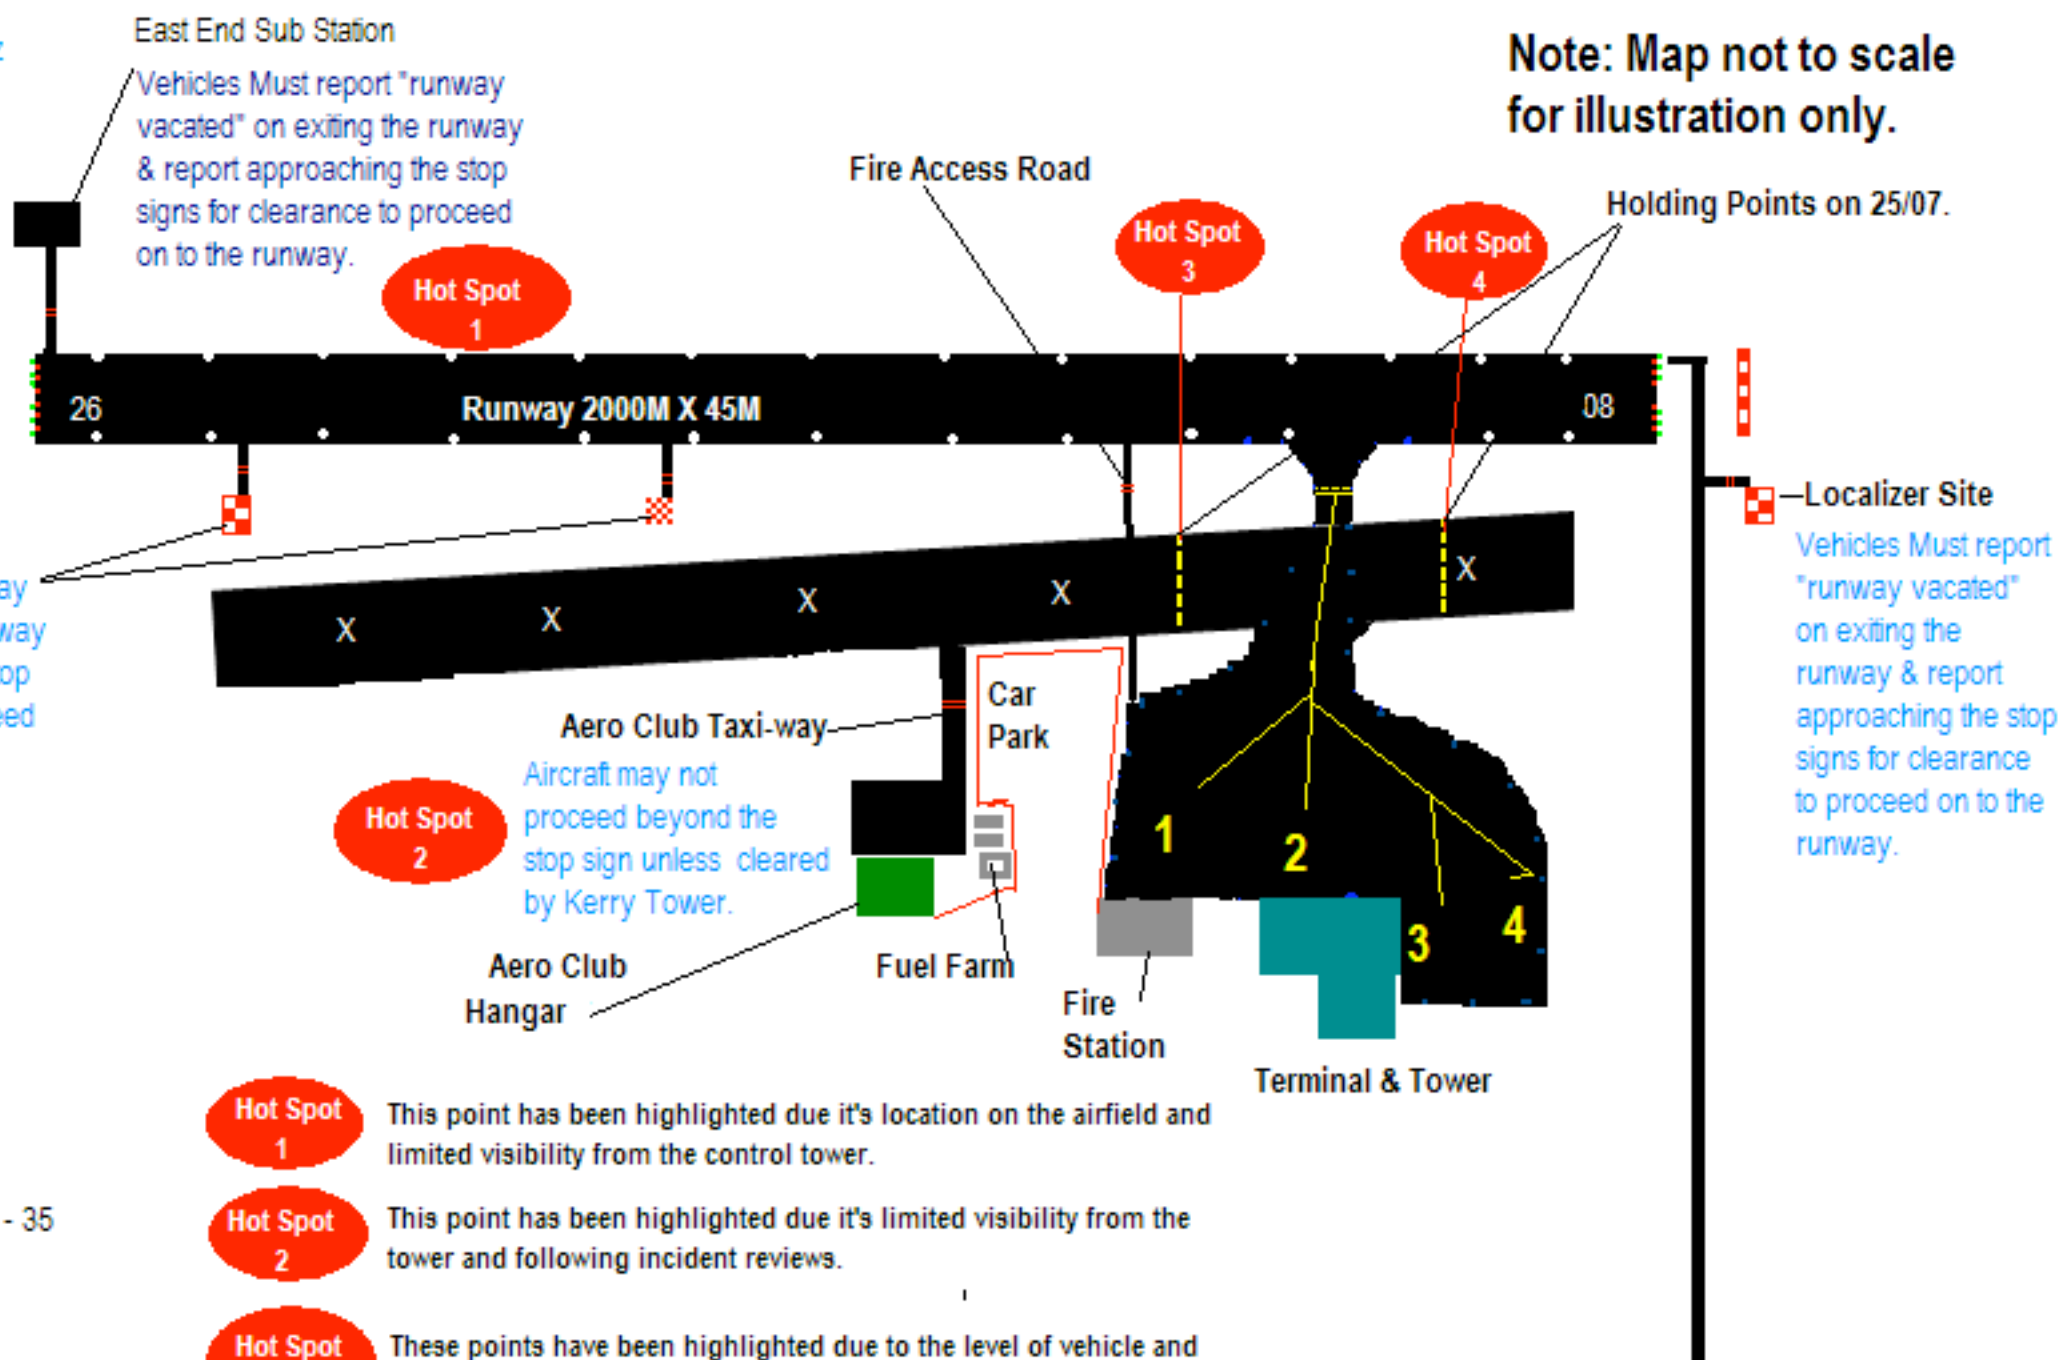 East End Sub Station
Vehicles Must report "runway
vacated" on exiting the runway
& report approaching the stop
signs for clearance to proceed
on to the runway.
Note: Map not to scale
for illustration only.
Fire Access Road
Holding Points on 25/07.
Hot Spot
1
Hot Spot
3
Hot Spot
4
26
Runway 2000M X 45M
08
Localizer Site
Vehicles Must report
"runway vacated"
on exiting the
runway & report
approaching the stop
signs for clearance
to proceed on to the
runway.
X
X
X
X
X
Car
Park
Aero Club Taxi-way
Aircraft may not
proceed beyond the
stop sign unless cleared
by Kerry Tower.
Hot Spot
2
1
2
3
4
Aero Club
Hangar
Fuel Farm
Fire
Station
Terminal & Tower
Hot Spot
1
This point has been highlighted due it's location on the airfield and
limited visibility from the control tower.
- 35
Hot Spot
2
This point has been highlighted due it's limited visibility from the
tower and following incident reviews.
Hot Spot
These points have been highlighted due to the level of vehicle and